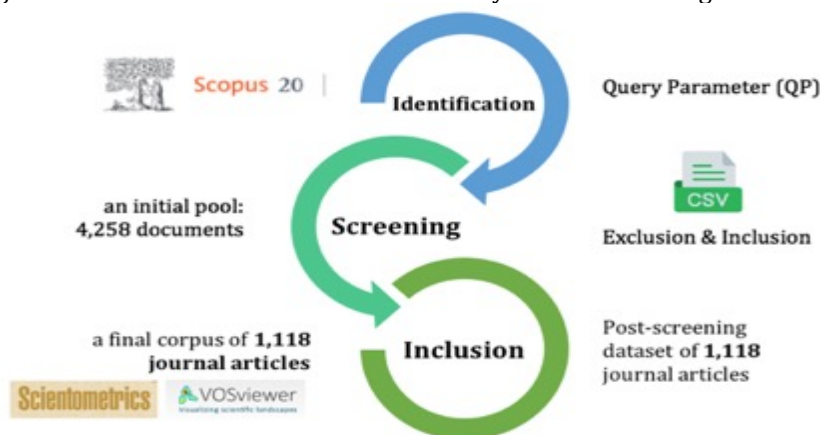 Scopus 20
Identification
Query Parameter (QP)
an initial pool:
4,258 documents
Screening
CSV
Exclusion & Inclusion
a final corpus of 1,118
journal articles
Inclusion
Post-screening
dataset of 1,118
journal articles
Scientometrics
VOSviewer
Visualizing scientific landscapes